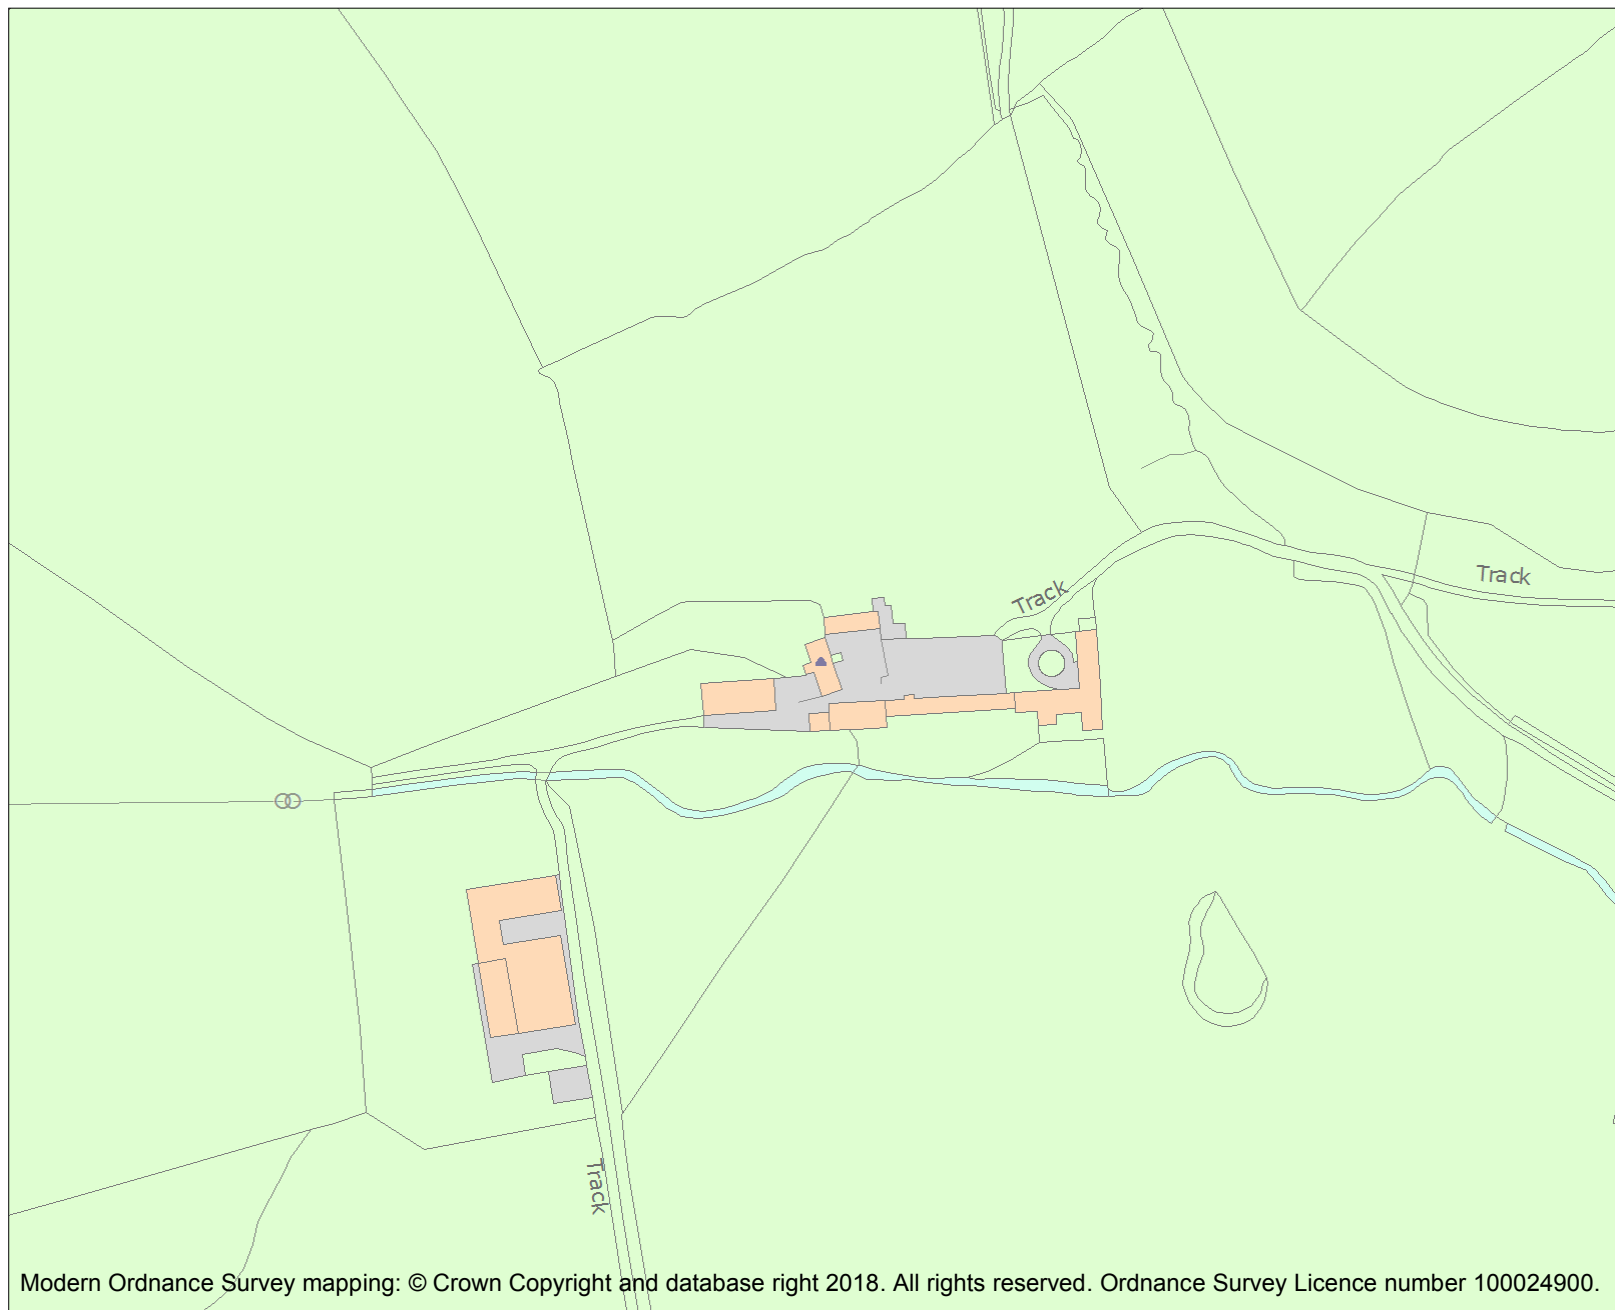 Track
Track
Track
Modern Ordnance Survey mapping: © Crown Copyright and database right 2018. All rights reserved. Ordnance Survey Licence number 100024900.